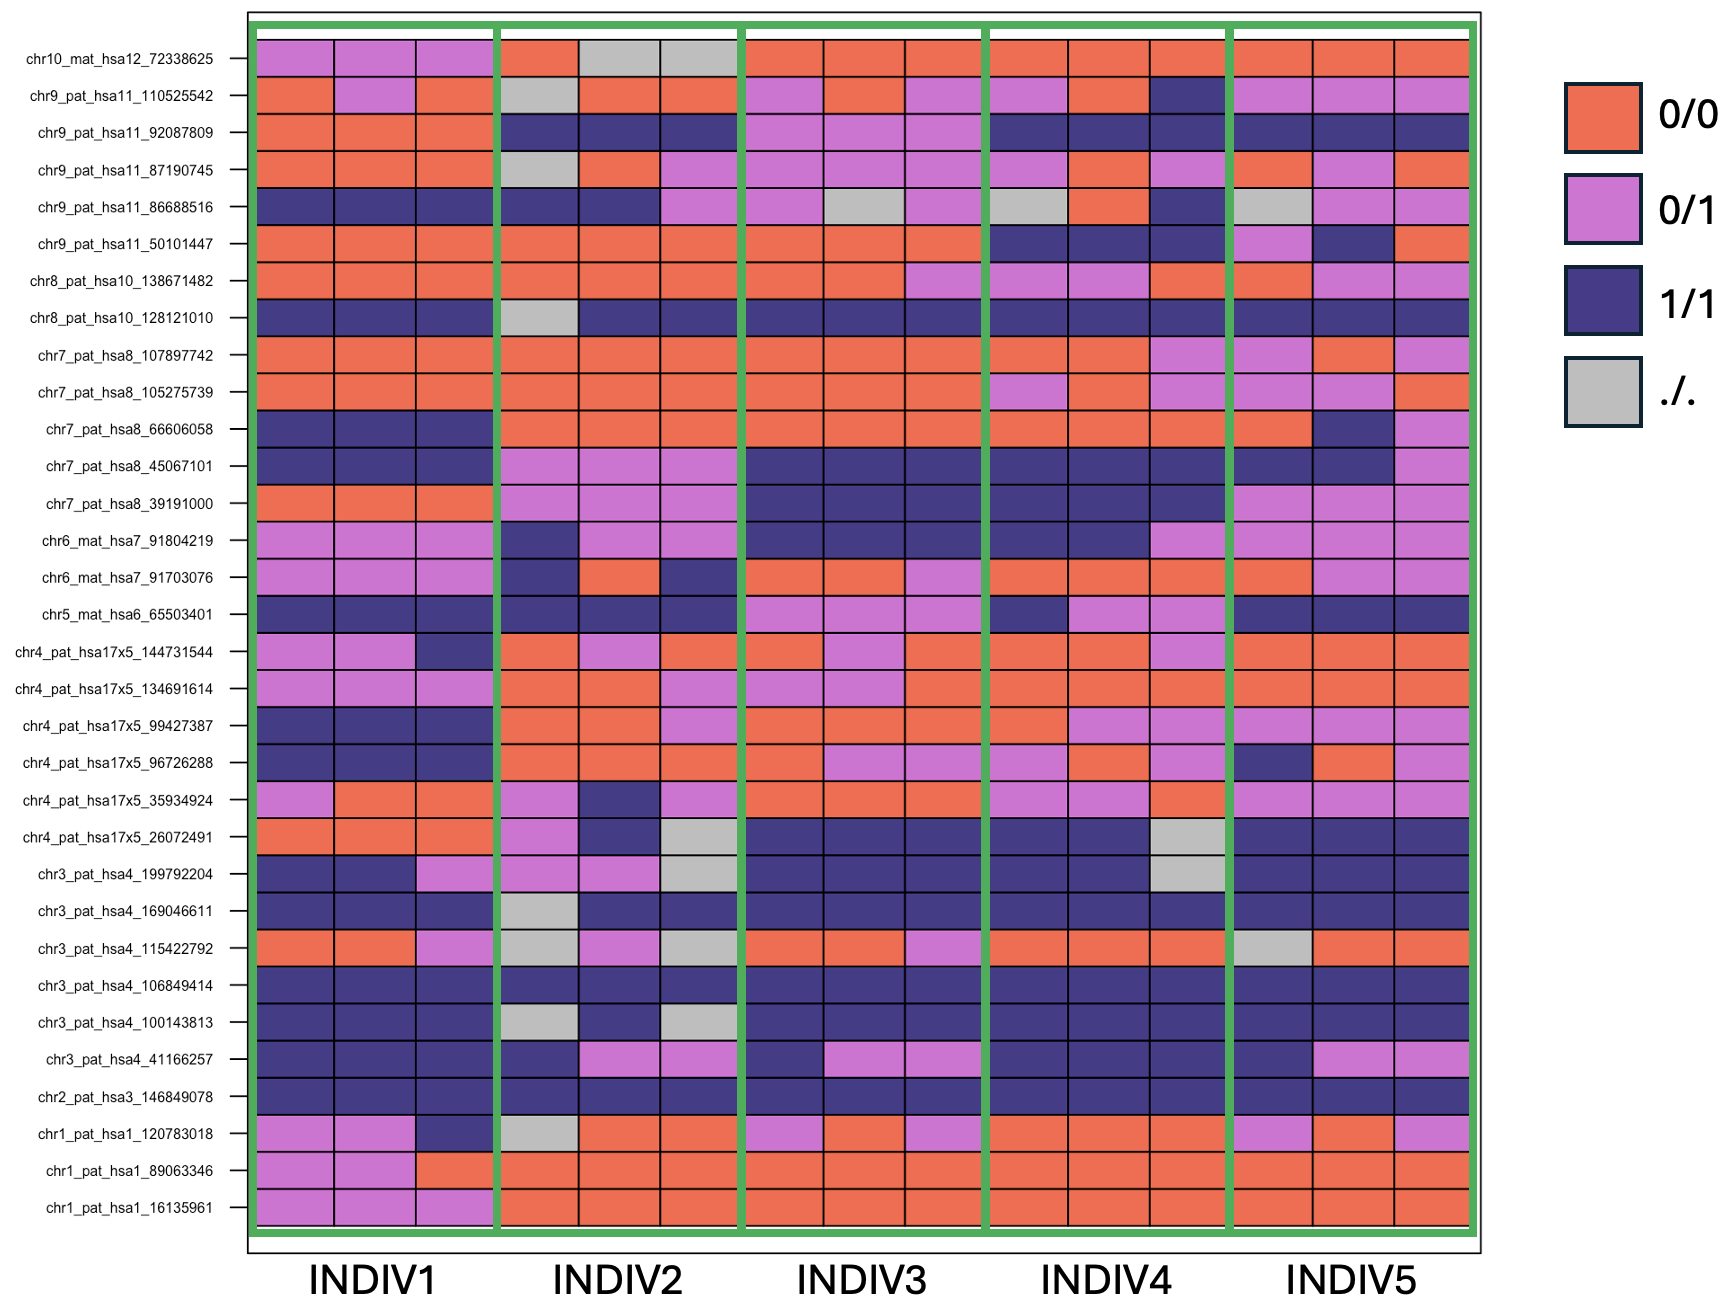 chr10_mat_hsa12_72338625
chr9_pat_hsa11_110525542
chr9_pat_hsa11_92087809
chr9_pat_hsa11_87190745
chr9_pat_hsa11_86688516
chr9_pat_hsa11_50101447
chr8_pat_hsa10_138671482
chr8_pat_hsa10_128121010
chr7_pat_hsa8_107897742
chr7_pat_hsa8_105275739
chr7_pat_hsa8_66606058
chr7_pat_hsa8_45067101
chr7_pat_hsa8_39191000
chr6_mat_hsa7_91804219
chr6_mat_hsa7_91703076
chr5_mat_hsa6_65503401
chr4_pat_hsa17x5_144731544
chr4_pat_hsa17x5_134691614
chr4_pat_hsa17x5_99427387
chr4_pat_hsa17x5_96726288
chr4_pat_hsa17x5_35934924
chr4_pat_hsa17x5_26072491
chr3_pat_hsa4_199792204
chr3_pat_hsa4_169046611
chr3_pat_hsa4_115422792
chr3_pat_hsa4_106849414
chr3_pat_hsa4_100143813
chr3_pat_hsa4_41166257
chr2_pat_hsa3_146849078
chr1_pat_hsa1_120783018
chr1_pat_hsa1_89063346
chr1_pat_hsa1_16135961
INDIV1 INDIV2 INDIV3 INDIV4 INDIV5
0/0
0/1
1/1
./.